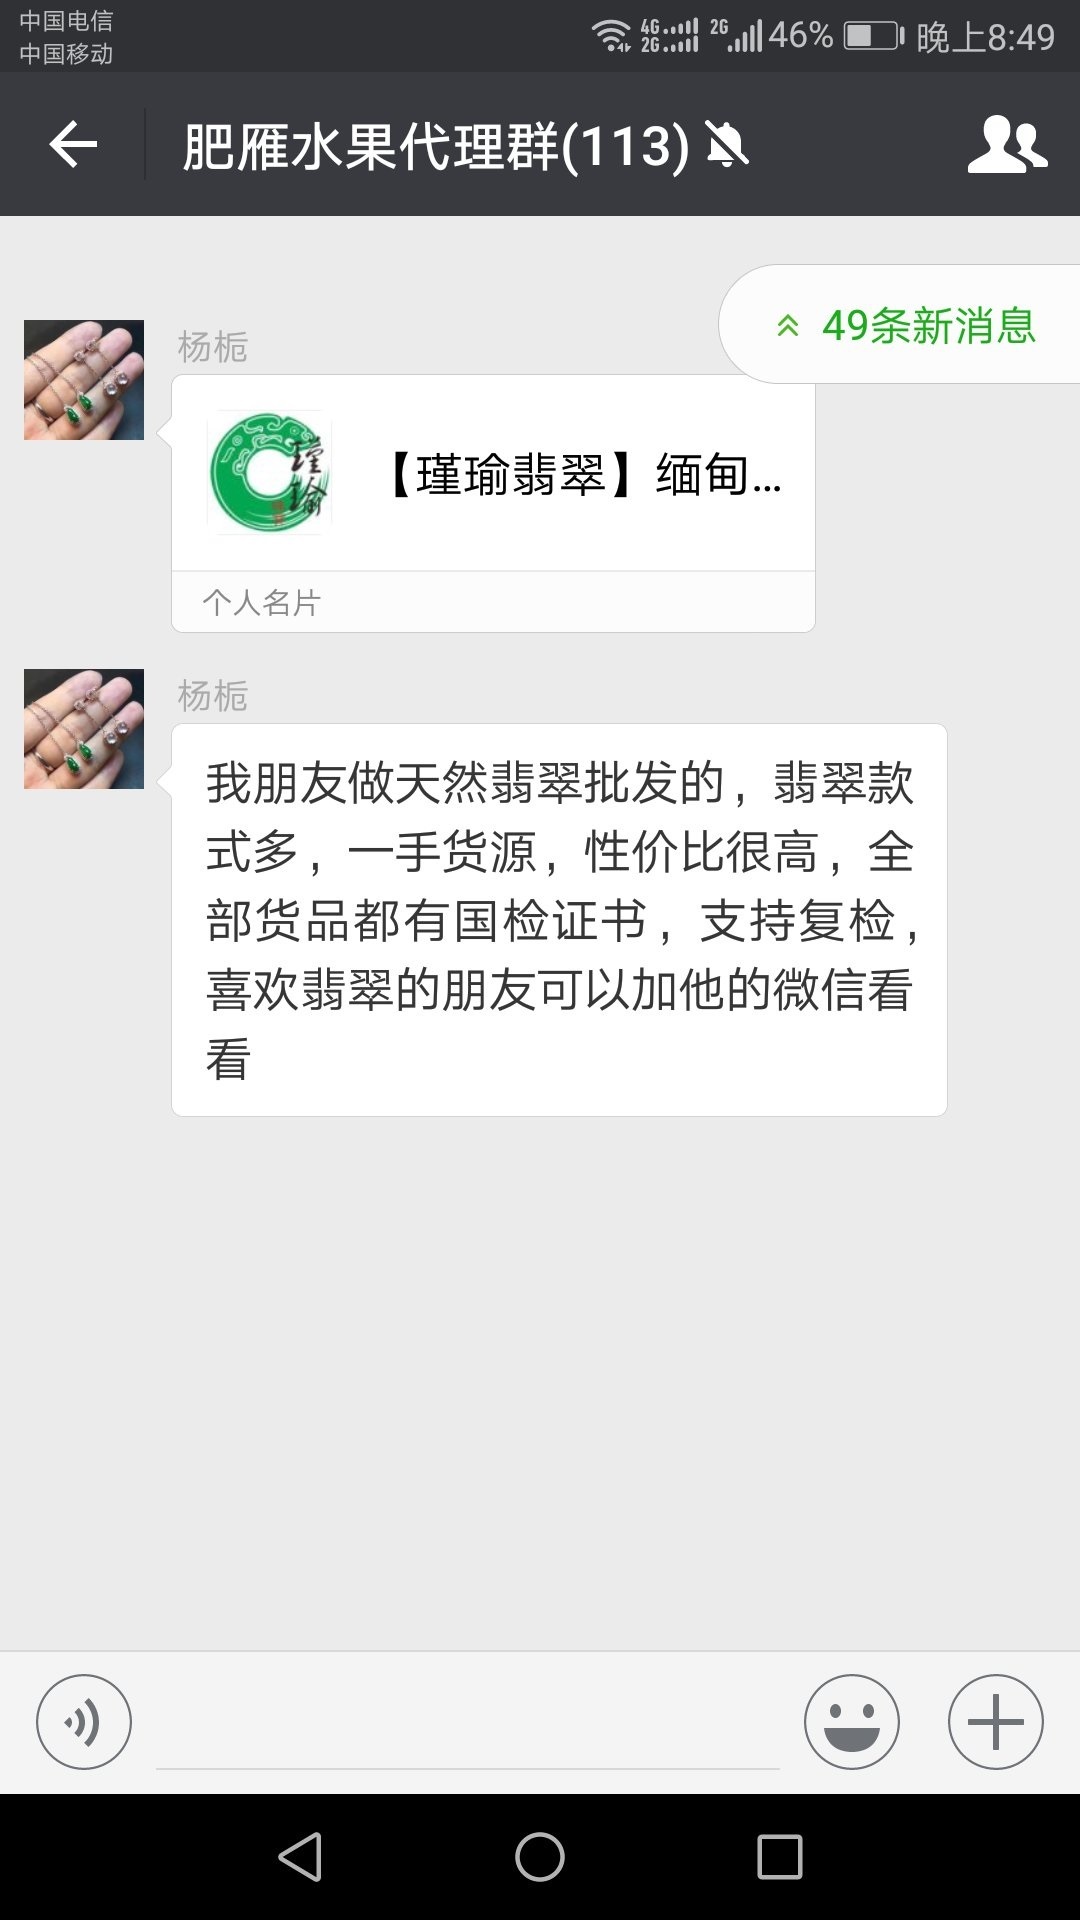 中国电信
中国移动
4G
2G
2G
46%
晚上8:49
肥雁水果代理群(113)
49条新消息
杨栀
瑾
瑜
【瑾瑜翡翠】缅甸...
个人名片
杨栀
我朋友做天然翡翠批发的，翡翠款
式多，一手货源，性价比很高，全
部货品都有国检证书，支持复检，
喜欢翡翠的朋友可以加他的微信看
看